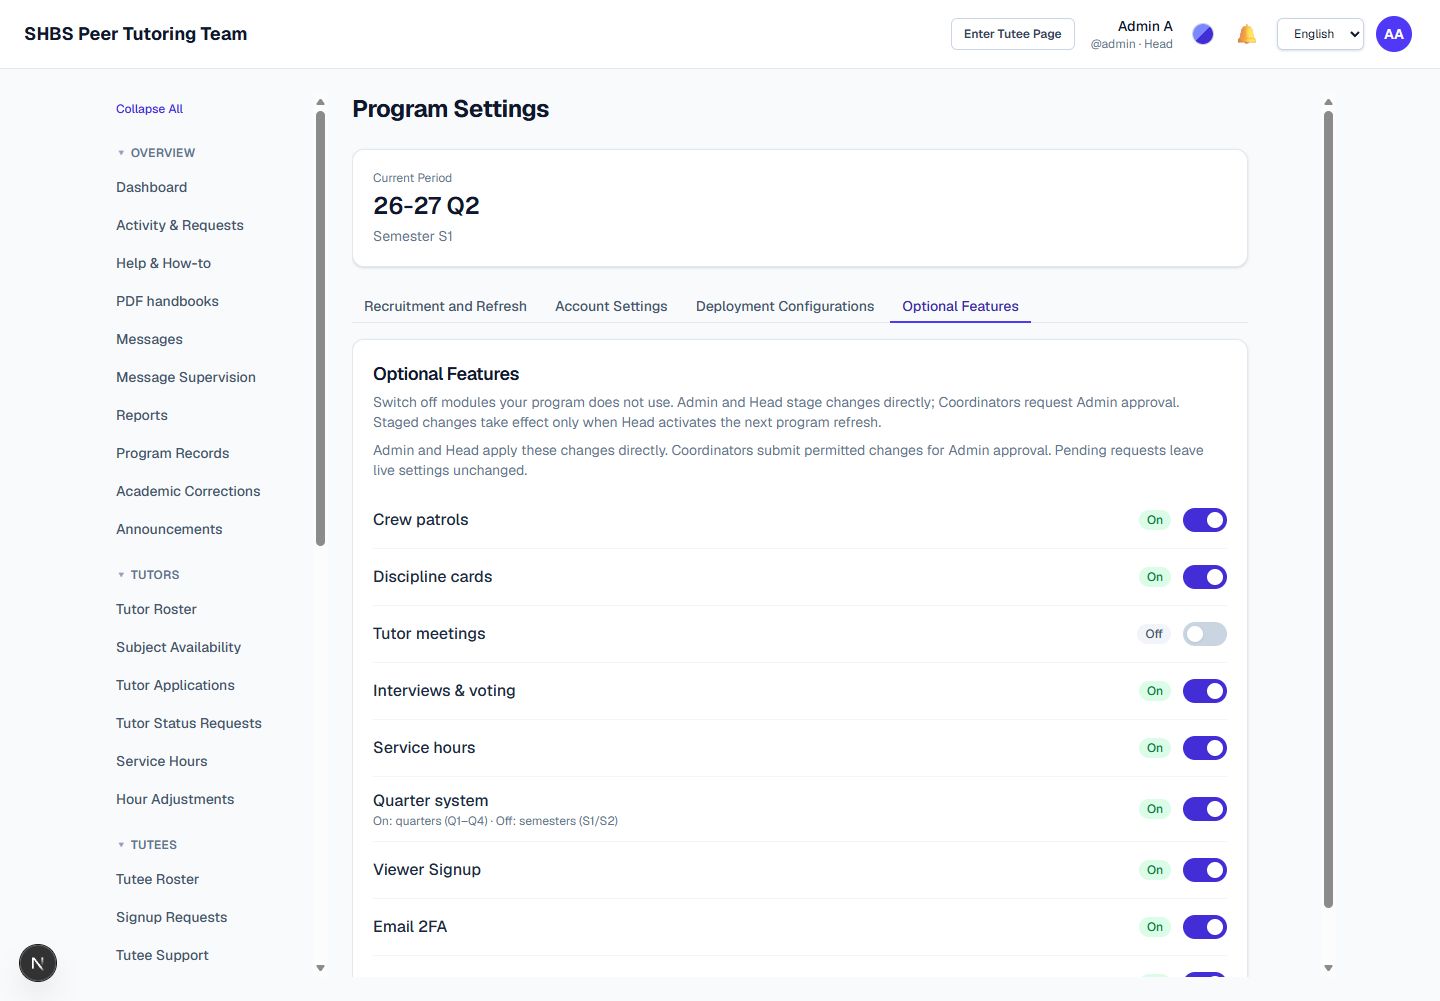 SHBS Peer Tutoring Team
Enter Tutee Page
Admin A
@admin · Head
English
AA
Collapse All
OVERVIEW
Dashboard
Activity & Requests
Help & How-to
PDF handbooks
Messages
Message Supervision
Reports
Program Records
Academic Corrections
Announcements
TUTORS
Tutor Roster
Subject Availability
Tutor Applications
Tutor Status Requests
Service Hours
Hour Adjustments
TUTEES
Tutee Roster
Signup Requests
Tutee Support
N
Program Settings
Current Period
26-27 Q2
Semester S1
Recruitment and Refresh
Account Settings
Deployment Configurations
Optional Features
Optional Features
Switch off modules your program does not use. Admin and Head stage changes directly; Coordinators request Admin approval.
Staged changes take effect only when Head activates the next program refresh.
Admin and Head apply these changes directly. Coordinators submit permitted changes for Admin approval. Pending requests leave
live settings unchanged.
Crew patrols On
Discipline cards On
Tutor meetings Off
Interviews & voting On
Service hours On
Quarter system On
On: quarters (Q1–Q4) · Off: semesters (S1/S2)
Viewer Signup On
Email 2FA On